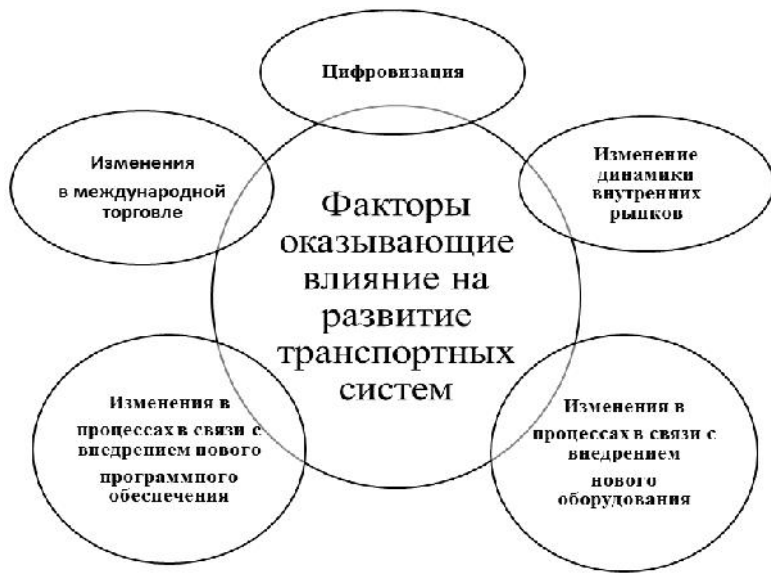 Цифровизация
Изменения
в международной
торговле
Изменение
динамики
внутренних
рынков
Факторы
оказывающие
влияние на
развитие
транспортных
систем
Изменения в
процессах в связи с
внедрением нового
программного
обеспечения
Изменения в
процессах в связи с
внедрением
нового
оборудования